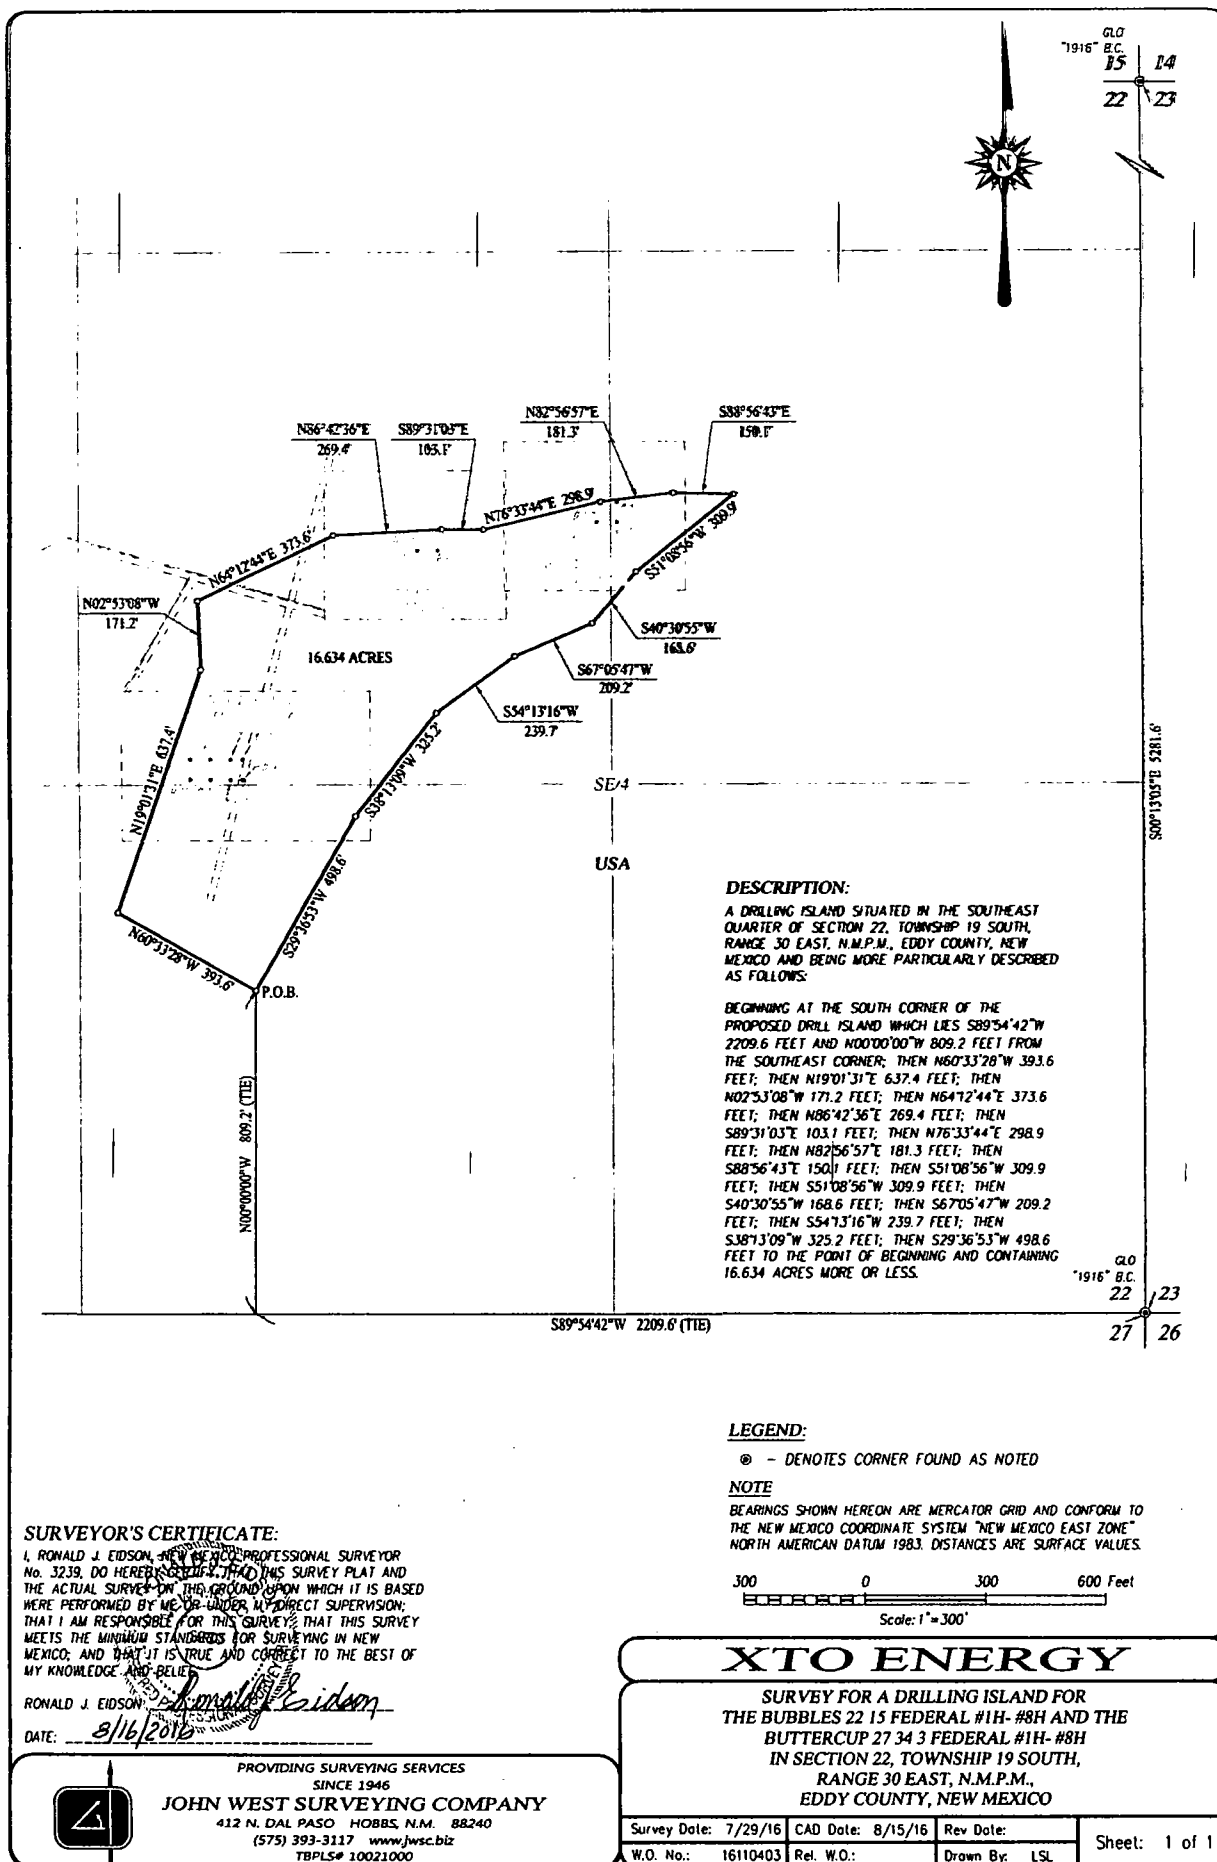 GLO
"1916" B.C.
15 14
22 23
N
N82°56'57"E
181.3'
S88°56'43"E
150.1'
N86°42'36"E
269.4'
S89°31'03"E
103.1'
N76°33'44"E 298.9'
N64°12'44"E 373.6'
S51°08'56"W 309.9'
N02°53'08"W
171.2'
S40°30'55"W
168.6'
16.634 ACRES
S67°05'47"W
209.2'
S54°13'16"W
239.7'
N19°01'31"E 637.4'
S38°13'09"W 325.2'
SE/4
S00°13'05"E 5281.6'
USA
S29°36'53"W 498.6'
N60°33'28"W 393.6'
P.O.B.
N00°00'00"W 809.2' (TIE)
DESCRIPTION:
A DRILLING ISLAND SITUATED IN THE SOUTHEAST
QUARTER OF SECTION 22, TOWNSHIP 19 SOUTH,
RANGE 30 EAST, N.M.P.M., EDDY COUNTY, NEW
MEXICO AND BEING MORE PARTICULARLY DESCRIBED
AS FOLLOWS:
BEGINNING AT THE SOUTH CORNER OF THE
PROPOSED DRILL ISLAND WHICH LIES S89°54'42"W
2209.6 FEET AND N00°00'00"W 809.2 FEET FROM
THE SOUTHEAST CORNER; THEN N60°33'28"W 393.6
FEET; THEN N19°01'31"E 637.4 FEET; THEN
N02°53'08"W 171.2 FEET; THEN N64°12'44"E 373.6
FEET; THEN N86°42'36"E 269.4 FEET; THEN
S89°31'03"E 103.1 FEET; THEN N76°33'44"E 298.9
FEET; THEN N82°56'57"E 181.3 FEET; THEN
S88°56'43"E 150.1 FEET; THEN S51°08'56"W 309.9
FEET; THEN S51°08'56"W 309.9 FEET; THEN
S40°30'55"W 168.6 FEET; THEN S67°05'47"W 209.2
FEET; THEN S54°13'16"W 239.7 FEET; THEN
S38°13'09"W 325.2 FEET; THEN S29°36'53"W 498.6
FEET TO THE POINT OF BEGINNING AND CONTAINING
16.634 ACRES MORE OR LESS.
GLO
"1916" B.C.
22 23
27 26
S89°54'42"W 2209.6' (TIE)
LEGEND:
- DENOTES CORNER FOUND AS NOTED
NOTE
BEARINGS SHOWN HEREON ARE MERCATOR GRID AND CONFORM TO
THE NEW MEXICO COORDINATE SYSTEM "NEW MEXICO EAST ZONE"
NORTH AMERICAN DATUM 1983. DISTANCES ARE SURFACE VALUES.
300 0 300 600 Feet
Scale: 1"=300'
SURVEYOR'S CERTIFICATE:
I, RONALD J. EIDSON, NEW MEXICO PROFESSIONAL SURVEYOR
No. 3239, DO HEREBY CERTIFY THAT THIS SURVEY PLAT AND
THE ACTUAL SURVEY ON THE GROUND UPON WHICH IT IS BASED
WERE PERFORMED BY ME OR UNDER MY DIRECT SUPERVISION;
THAT I AM RESPONSIBLE FOR THIS SURVEY; THAT THIS SURVEY
MEETS THE MINIMUM STANDARDS FOR SURVEYING IN NEW
MEXICO; AND THAT IT IS TRUE AND CORRECT TO THE BEST OF
MY KNOWLEDGE AND BELIEF.
RONALD J. EIDSON Ronald J Eidson
DATE: 8/16/2016
PROVIDING SURVEYING SERVICES
SINCE 1946
JOHN WEST SURVEYING COMPANY
412 N. DAL PASO HOBBS, N.M. 88240
(575) 393-3117 www.jwsc.biz
TBPLS# 10021000
XTO ENERGY
SURVEY FOR A DRILLING ISLAND FOR
THE BUBBLES 22 15 FEDERAL #1H- #8H AND THE
BUTTERCUP 27 34 3 FEDERAL #1H- #8H
IN SECTION 22, TOWNSHIP 19 SOUTH,
RANGE 30 EAST, N.M.P.M.,
EDDY COUNTY, NEW MEXICO
Survey Date: 7/29/16 CAD Date: 8/15/16 Rev Date:
W.O. No.: 16110403 Rel. W.O.: Drawn By: LSL
Sheet: 1 of 1